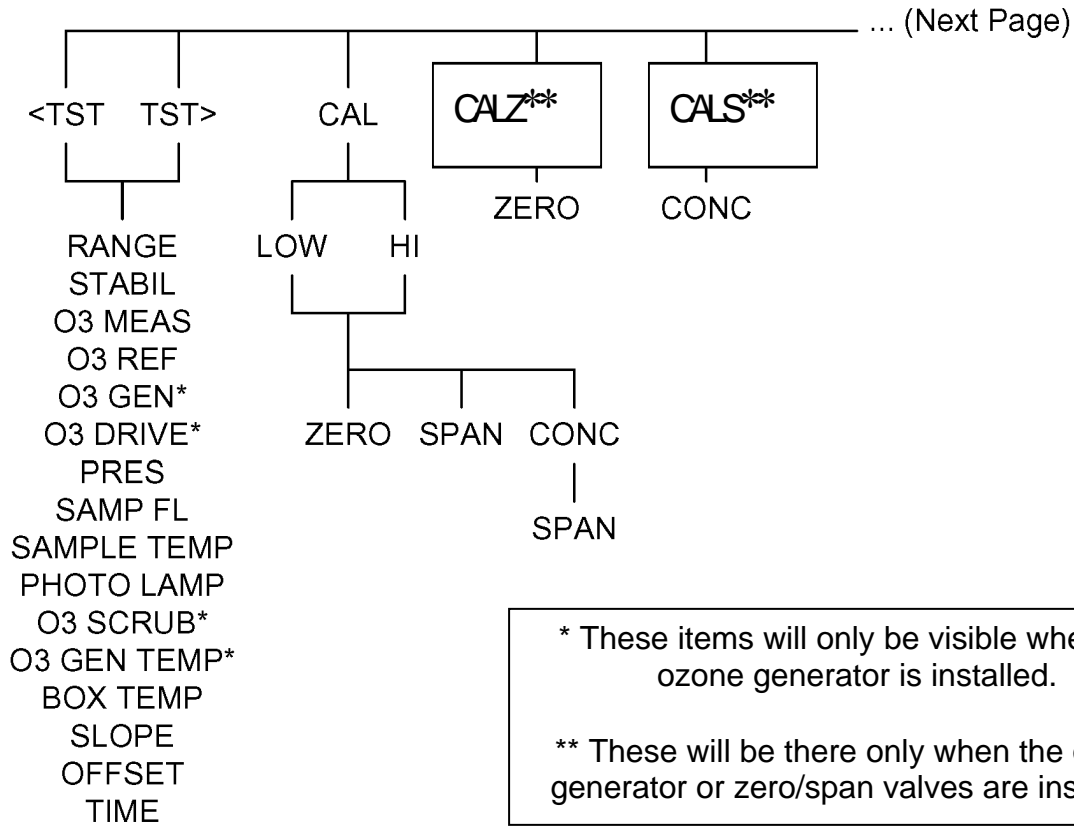 ... (Next Page)
<TST TST> CAL CALZ** CALS**
ZERO CONC
RANGE LOW HI
STABIL
O3 MEAS
O3 REF
O3 GEN*
O3 DRIVE* ZERO SPAN CONC
PRES
SAMP FL
SPAN
SAMPLE TEMP
PHOTO LAMP
O3 SCRUB*
O3 GEN TEMP*
BOX TEMP
SLOPE
OFFSET
TIME
* These items will only be visible whe
ozone generator is installed.
** These will be there only when the
generator or zero/span valves are ins